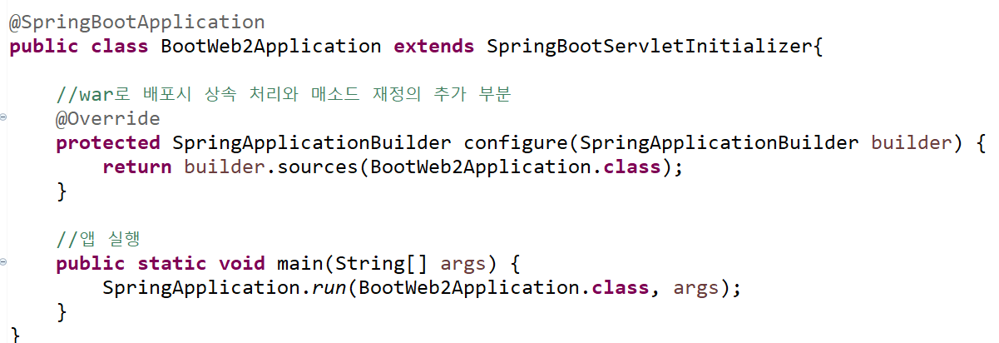 @SpringBootApplication
public class BootWeb2Application extends SpringBootServletInitializer{
//war로 배포시 상속 처리와 매소드 재정의 추가 부분
@Override
protected SpringApplicationBuilder configure(SpringApplicationBuilder builder) {
return builder.sources(BootWeb2Application.class);
}
//앱 실행
public static void main(String[] args) {
SpringApplication.run(BootWeb2Application.class, args);
}
}